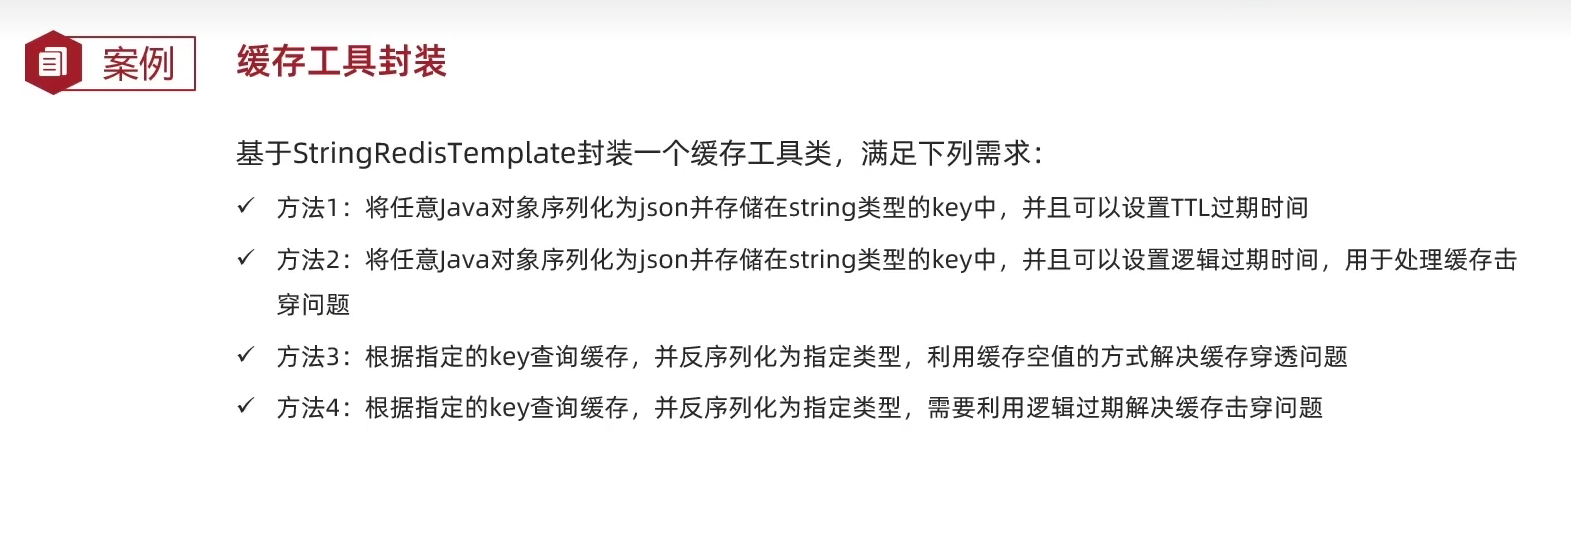 案例
缓存工具封装
基于StringRedisTemplate封装一个缓存工具类，满足下列需求：
✓ 方法1：将任意Java对象序列化为json并存储在string类型的key中，并且可以设置TTL过期时间
✓ 方法2：将任意Java对象序列化为json并存储在string类型的key中，并且可以设置逻辑过期时间，用于处理缓存击
穿问题
✓ 方法3：根据指定的key查询缓存，并反序列化为指定类型，利用缓存空值的方式解决缓存穿透问题
✓ 方法4：根据指定的key查询缓存，并反序列化为指定类型，需要利用逻辑过期解决缓存击穿问题